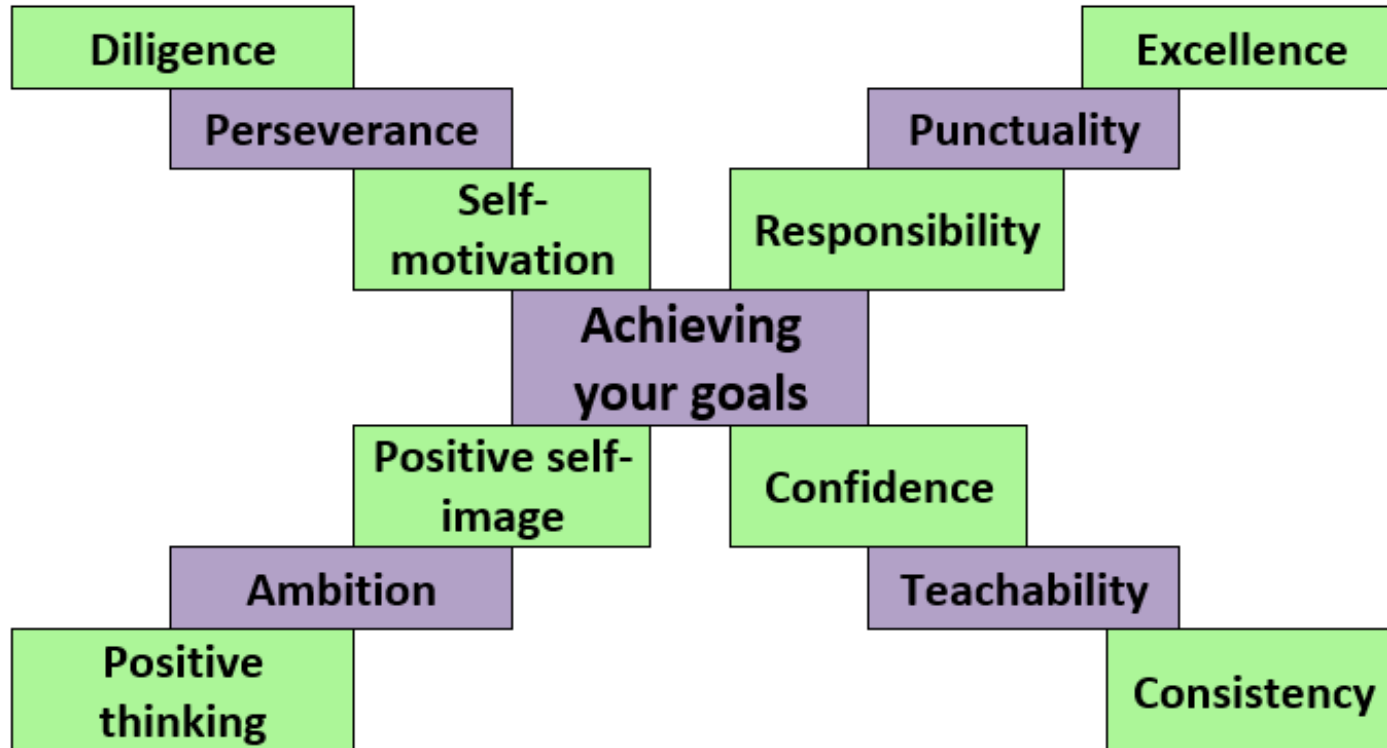 Diligence
Excellence
Perseverance
Punctuality
Self-
motivation
Responsibility
Achieving
your goals
Positive self-
image
Confidence
Ambition
Teachability
Positive
thinking
Consistency